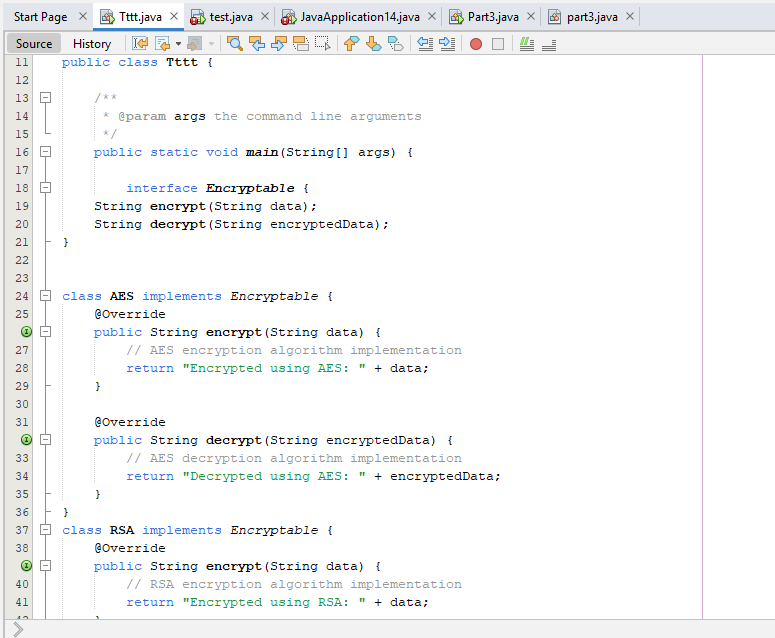 Start Page Tttt.java test.java JavaApplication14.java Part3.java part3.java
Source History
11 public class Tttt {
12
13 /**
14 * @param args the command line arguments
15 */
16 public static void main(String[] args) {
17
18 interface Encryptable {
19 String encrypt(String data);
20 String decrypt(String encryptedData);
21 }
22
23
24 class AES implements Encryptable {
25 @Override
public String encrypt(String data) {
27 // AES encryption algorithm implementation
28 return "Encrypted using AES: " + data;
29 }
30
31 @Override
public String decrypt(String encryptedData) {
33 // AES decryption algorithm implementation
34 return "Decrypted using AES: " + encryptedData;
35 }
36 }
37 class RSA implements Encryptable {
38 @Override
public String encrypt(String data) {
40 // RSA encryption algorithm implementation
41 return "Encrypted using RSA: " + data;